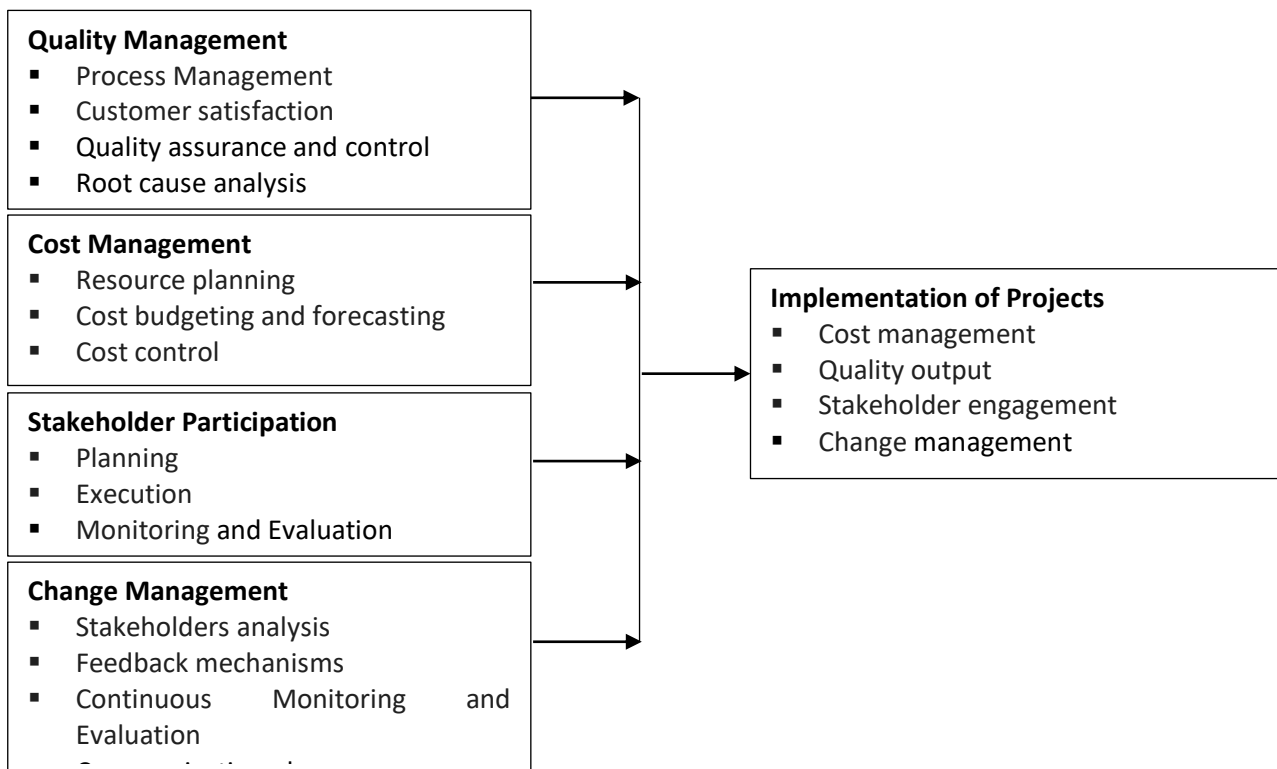 Quality Management
▪ Process Management
▪ Customer satisfaction
▪ Quality assurance and control
▪ Root cause analysis
Cost Management
▪ Resource planning
▪ Cost budgeting and forecasting
▪ Cost control
Stakeholder Participation
▪ Planning
▪ Execution
▪ Monitoring and Evaluation
Change Management
▪ Stakeholders analysis
▪ Feedback mechanisms
▪ Continuous Monitoring and
Evaluation
Implementation of Projects
▪ Cost management
▪ Quality output
▪ Stakeholder engagement
▪ Change management